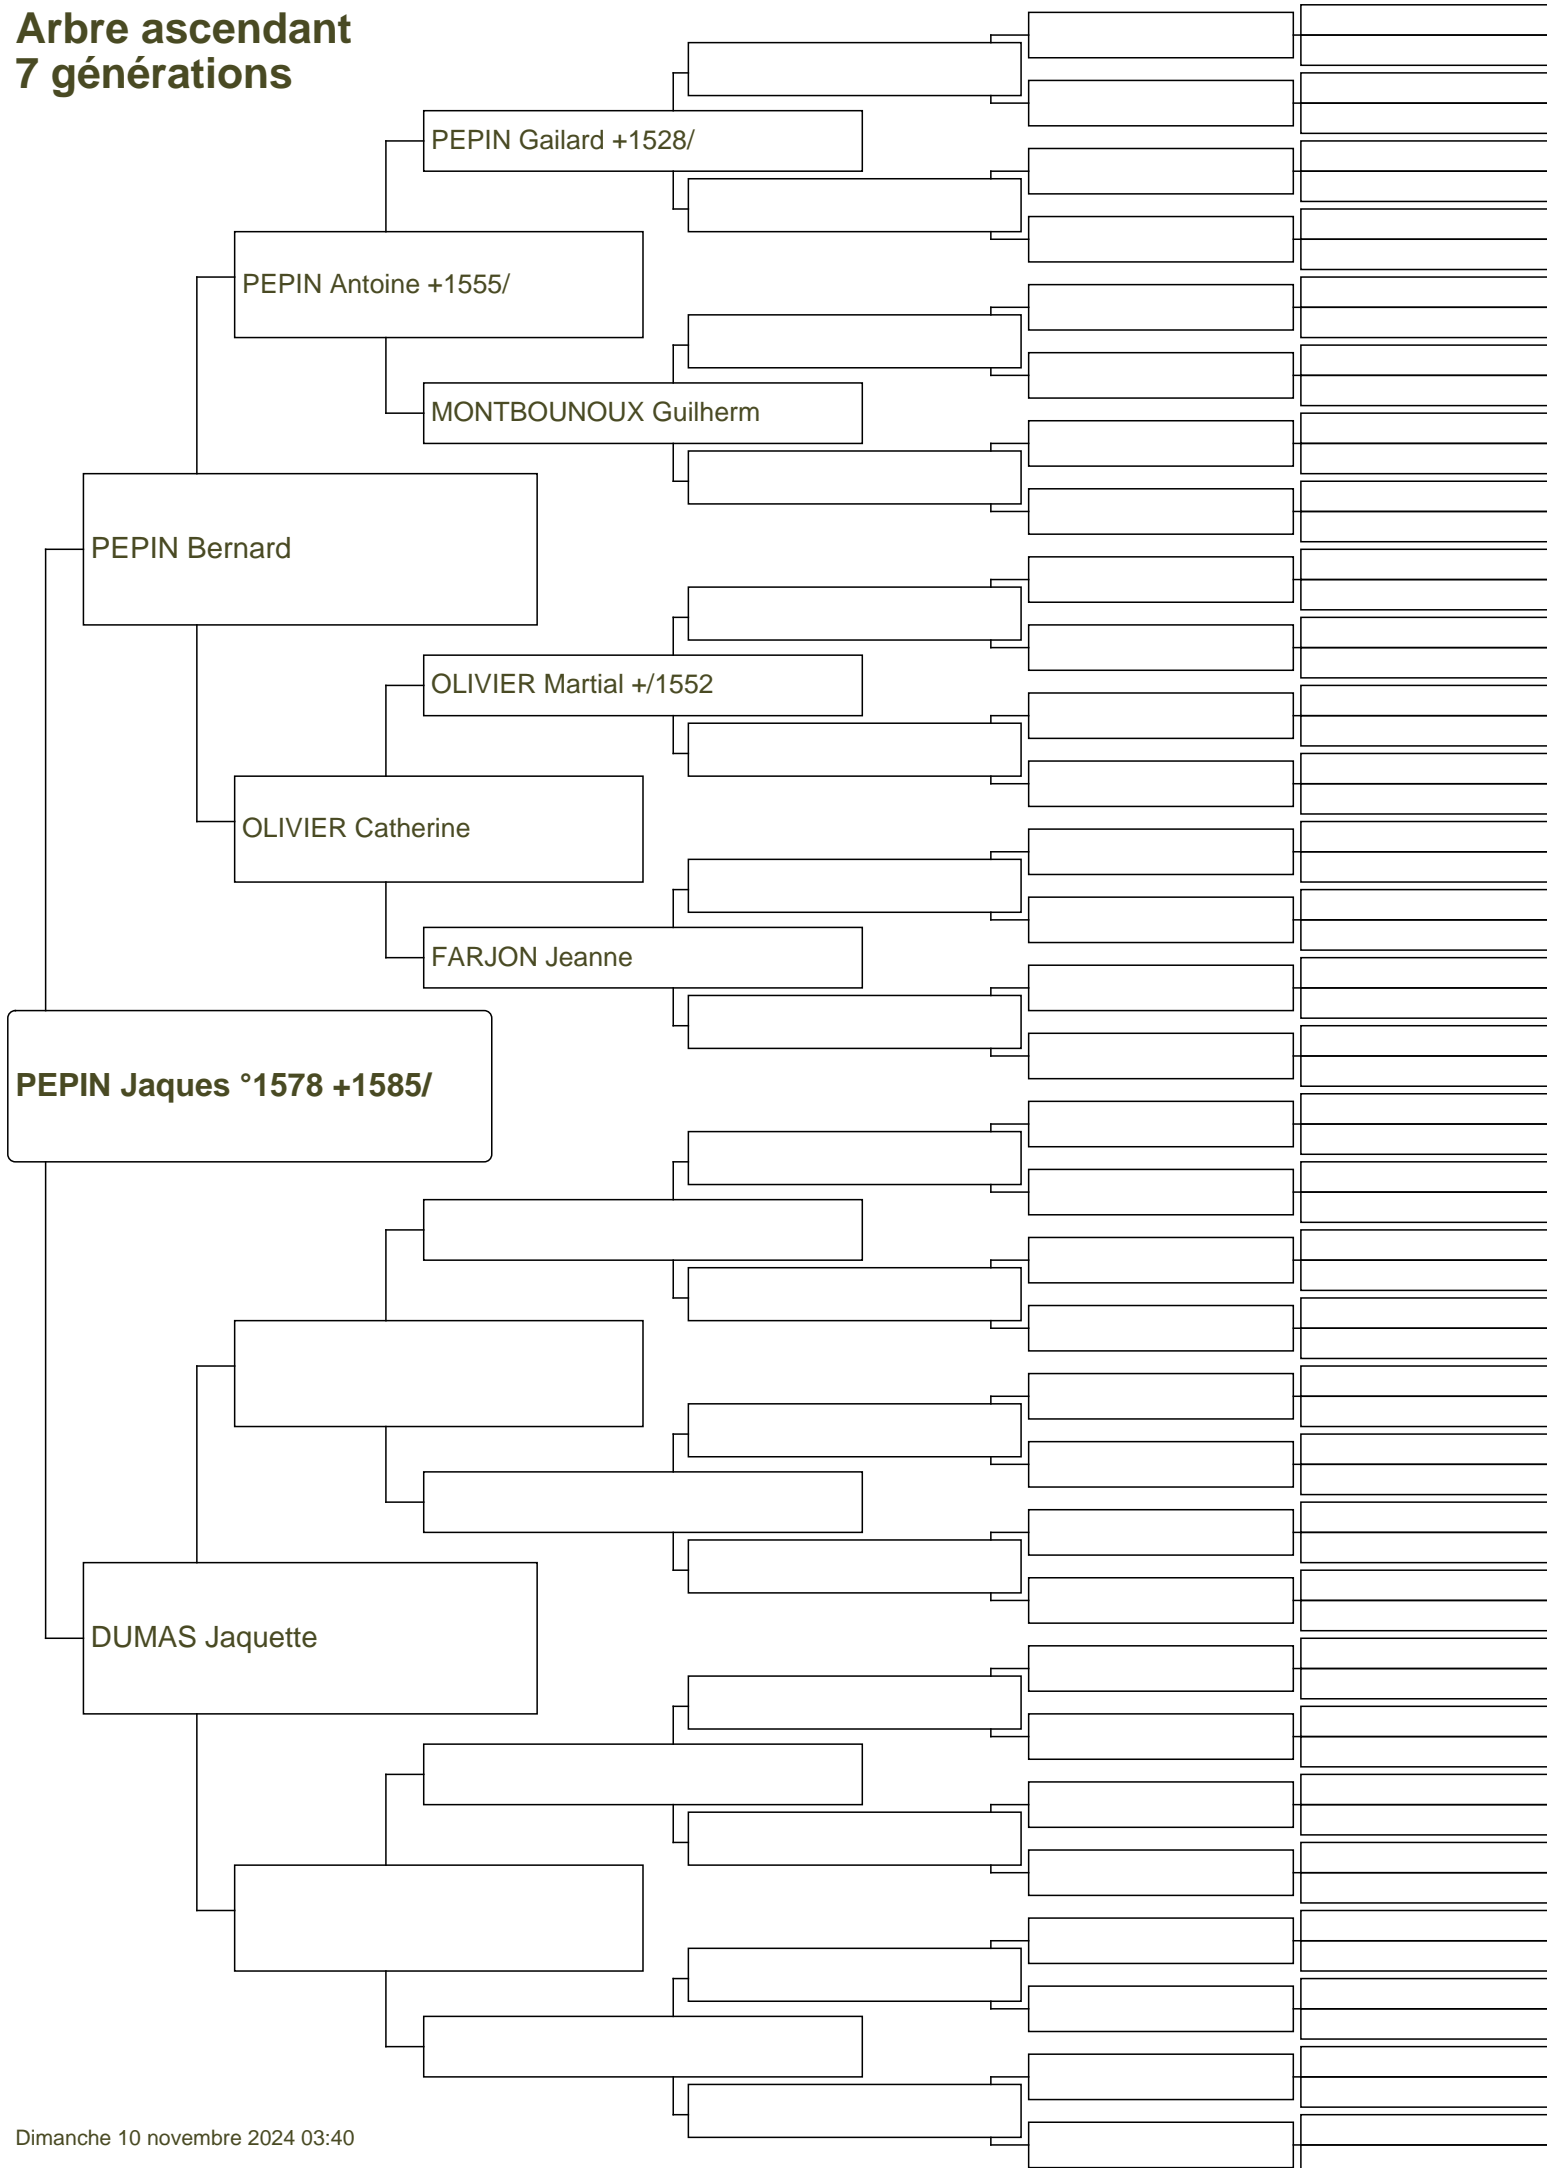 Arbre ascendant
7 générations
PEPIN Gailard +1528/
PEPIN Antoine +1555/
MONTBOUNOUX Guilherm
PEPIN Bernard
OLIVIER Martial +/1552
OLIVIER Catherine
FARJON Jeanne
PEPIN Jaques °1578 +1585/
DUMAS Jaquette
Dimanche 10 novembre 2024 03:40